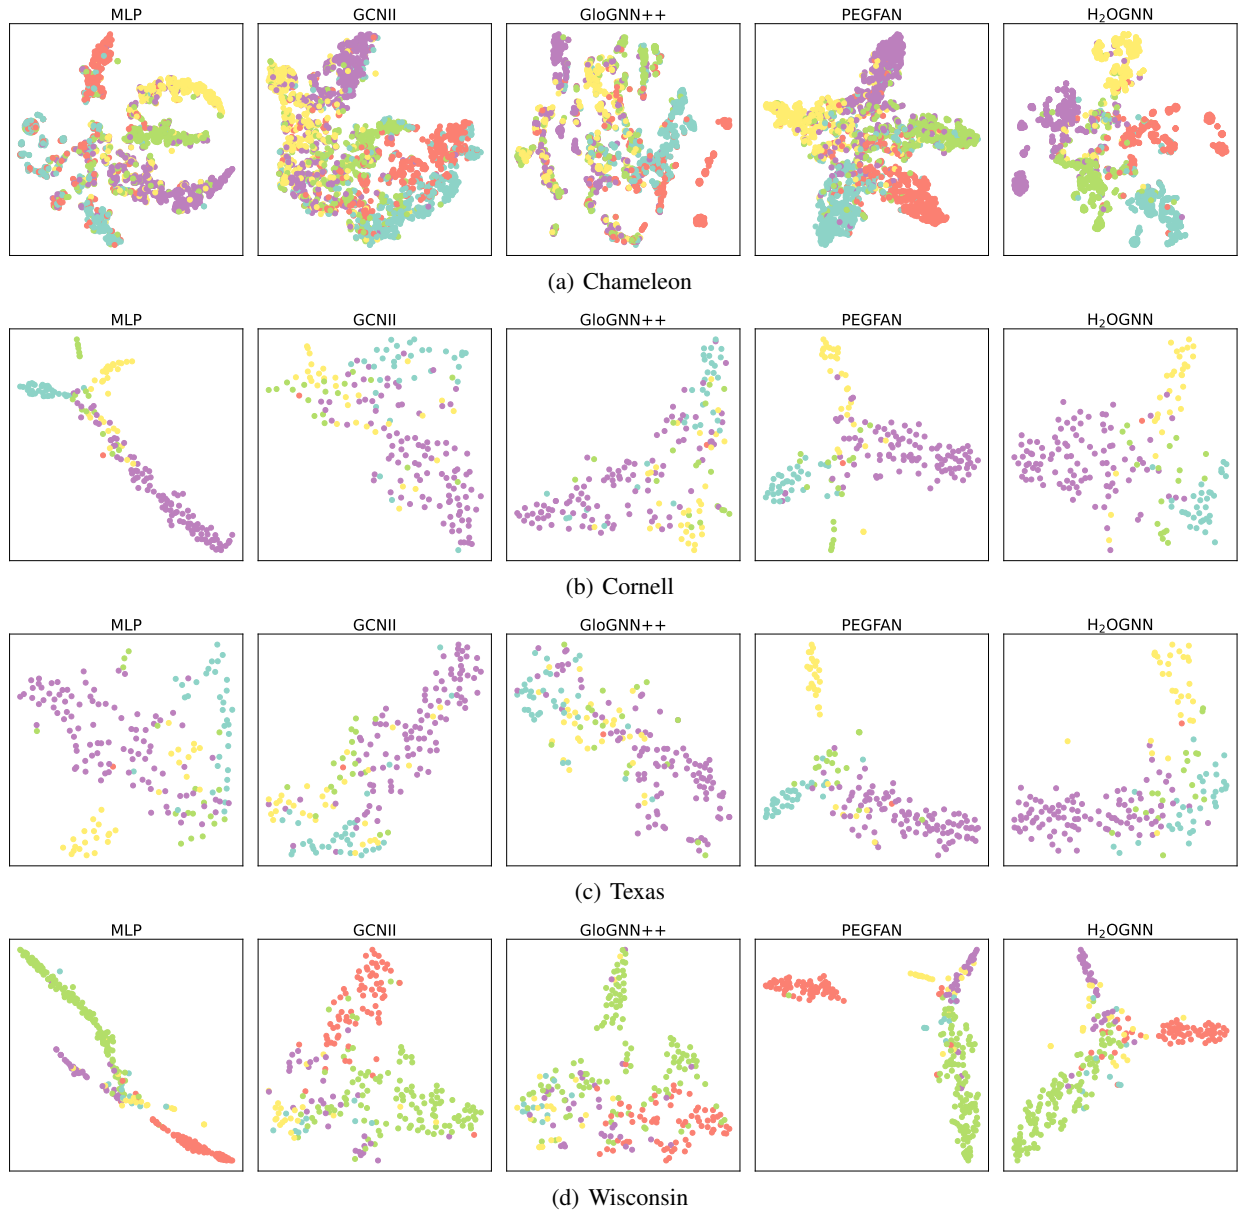 MLP GCNII GloGNN++ PEGFAN H₂OGNN
(a) Chameleon
MLP GCNII GloGNN++ PEGFAN H₂OGNN
(b) Cornell
MLP GCNII GloGNN++ PEGFAN H₂OGNN
(c) Texas
MLP GCNII GloGNN++ PEGFAN H₂OGNN
(d) Wisconsin